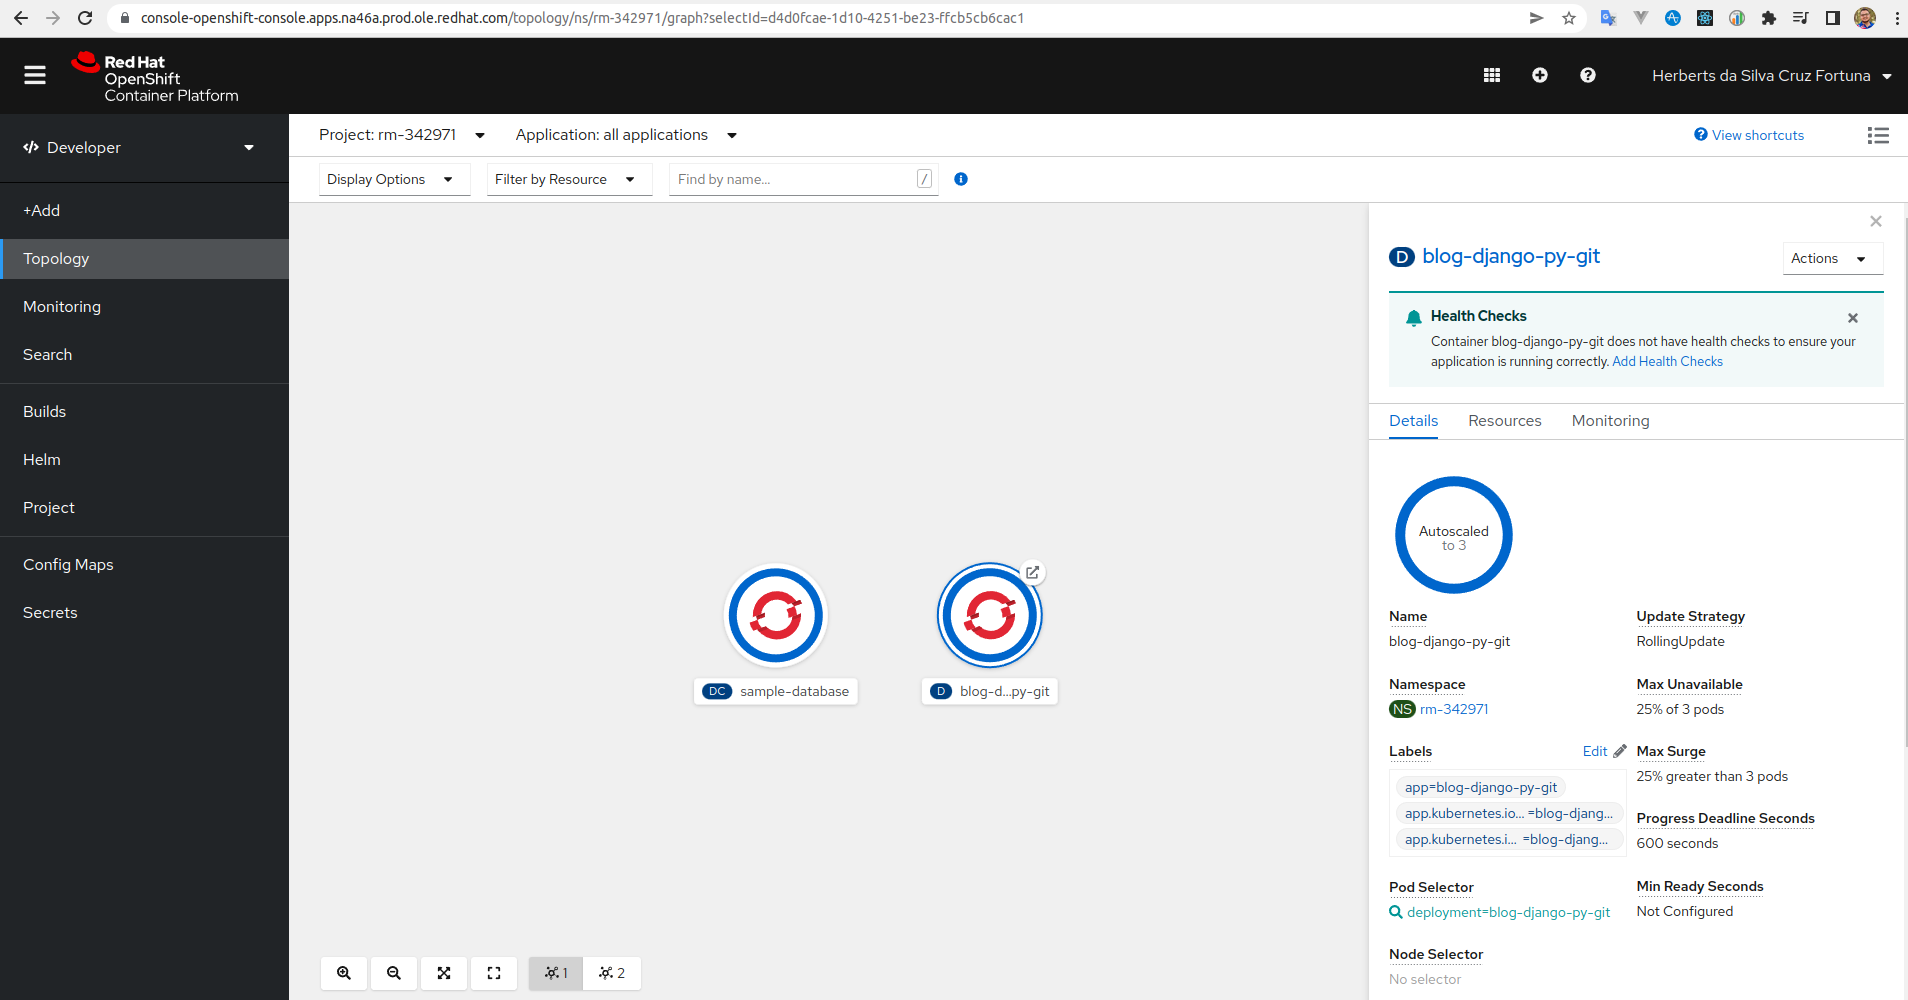 console-openshift-console.apps.na46a.prod.ole.redhat.com/topology/ns/rm-342971/graph?selectId=d4d0fcae-1d10-4251-be23-ffcb5cb6cac1
Red Hat
OpenShift
Container Platform
Herberts da Silva Cruz Fortuna
Developer
+Add
Topology
Monitoring
Search
Builds
Helm
Project
Config Maps
Secrets
Project: rm-342971
Application: all applications
View shortcuts
Display Options
Filter by Resource
Find by name...
/
DC sample-database
D blog-d...py-git
1
2
D blog-django-py-git
Actions
Health Checks
Container blog-django-py-git does not have health checks to ensure your
application is running correctly. Add Health Checks
Details
Resources
Monitoring
Autoscaled
to 3
Name
blog-django-py-git
Update Strategy
RollingUpdate
Namespace
NS rm-342971
Max Unavailable
25% of 3 pods
Labels
Edit
app=blog-django-py-git
app.kubernetes.io... =blog-djang...
app.kubernetes.i... =blog-djang...
Max Surge
25% greater than 3 pods
Progress Deadline Seconds
600 seconds
Pod Selector
deployment=blog-django-py-git
Min Ready Seconds
Not Configured
Node Selector
No selector